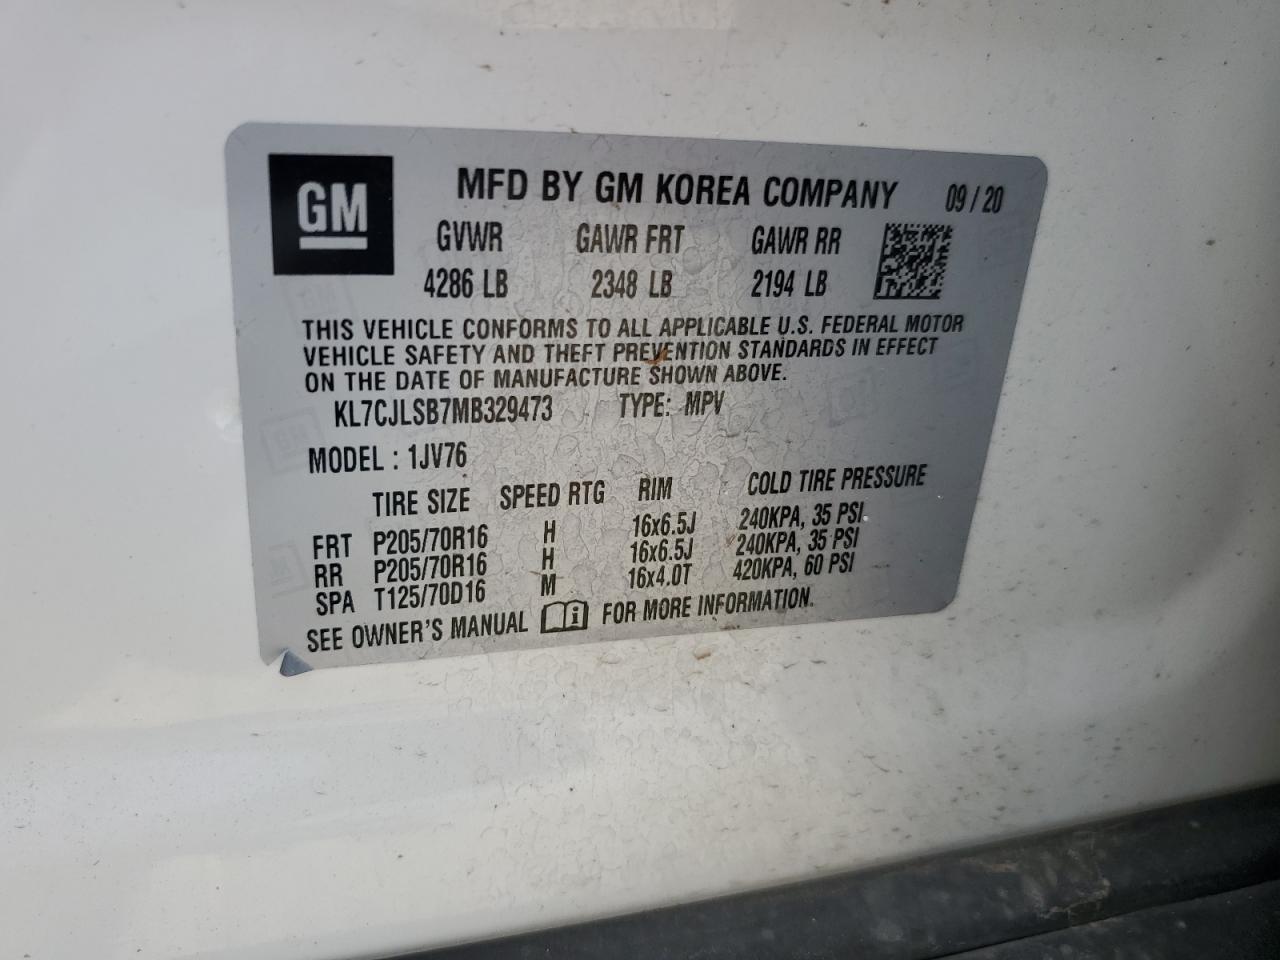 GM
MFD BY GM KOREA COMPANY 09 / 20
GVWR GAWR FRT GAWR RR
4286 LB 2348 LB 2194 LB
THIS VEHICLE CONFORMS TO ALL APPLICABLE U.S. FEDERAL MOTOR
VEHICLE SAFETY AND THEFT PREVENTION STANDARDS IN EFFECT
ON THE DATE OF MANUFACTURE SHOWN ABOVE.
KL7CJLSB7MB329473 TYPE: MPV
MODEL : 1JV76
TIRE SIZE SPEED RTG RIM COLD TIRE PRESSURE
FRT P205/70R16 H 16x6.5J 240KPA, 35 PSI
RR P205/70R16 H 16x6.5J 240KPA, 35 PSI
SPA T125/70D16 M 16x4.0T 420KPA, 60 PSI
SEE OWNER'S MANUAL FOR MORE INFORMATION.